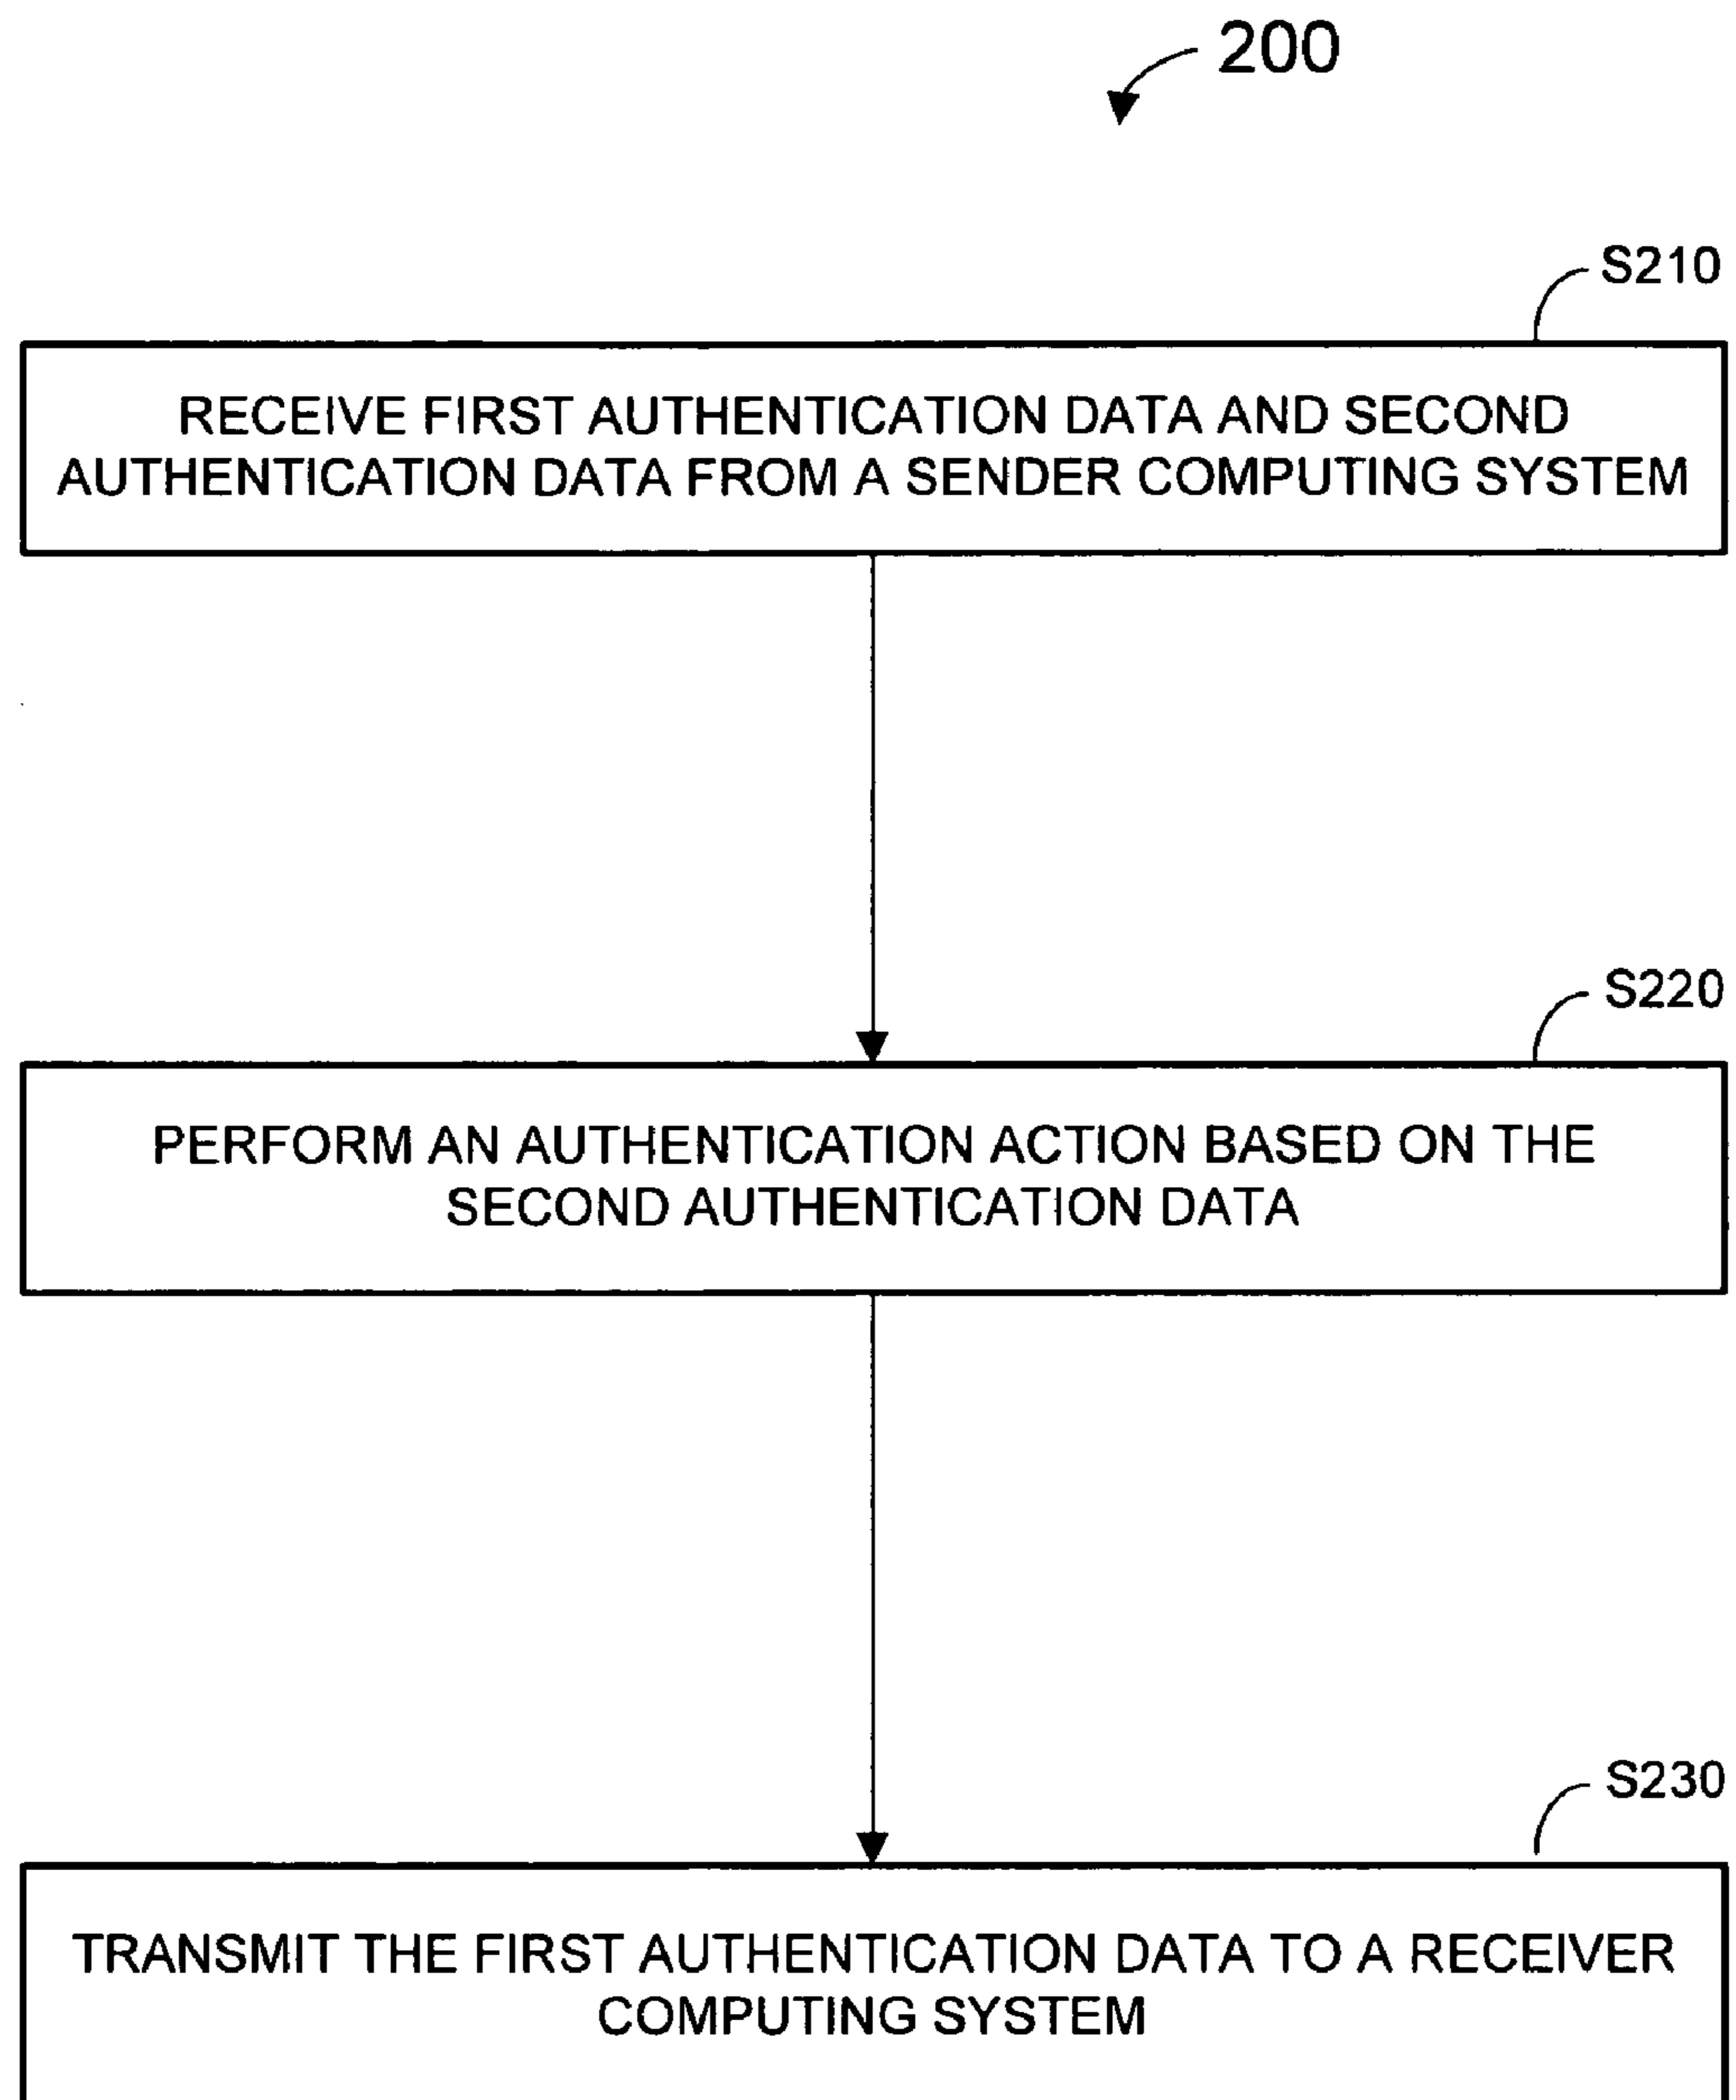 200
S210
RECEIVE FIRST AUTHENTICATION DATA AND SECOND
AUTHENTICATION DATA FROM A SENDER COMPUTING SYSTEM
S220
PERFORM AN AUTHENTICATION ACTION BASED ON THE
SECOND AUTHENTICATION DATA
S230
TRANSMIT THE FIRST AUTHENTICATION DATA TO A RECEIVER
COMPUTING SYSTEM